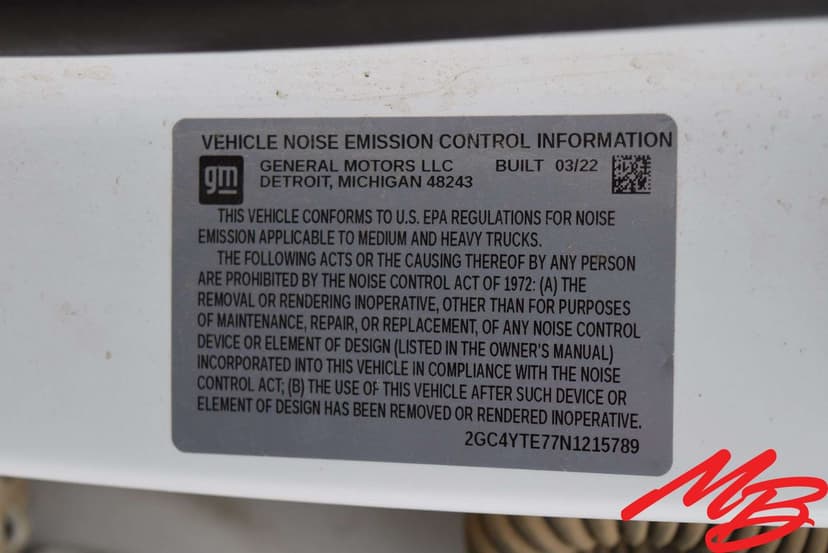 VEHICLE NOISE EMISSION CONTROL INFORMATION
gm
GENERAL MOTORS LLC BUILT 03/22
DETROIT, MICHIGAN 48243
THIS VEHICLE CONFORMS TO U.S. EPA REGULATIONS FOR NOISE
EMISSION APPLICABLE TO MEDIUM AND HEAVY TRUCKS.
THE FOLLOWING ACTS OR THE CAUSING THEREOF BY ANY PERSON
ARE PROHIBITED BY THE NOISE CONTROL ACT OF 1972: (A) THE
REMOVAL OR RENDERING INOPERATIVE, OTHER THAN FOR PURPOSES
OF MAINTENANCE, REPAIR, OR REPLACEMENT, OF ANY NOISE CONTROL
DEVICE OR ELEMENT OF DESIGN (LISTED IN THE OWNER'S MANUAL)
INCORPORATED INTO THIS VEHICLE IN COMPLIANCE WITH THE NOISE
CONTROL ACT; (B) THE USE OF THIS VEHICLE AFTER SUCH DEVICE OR
ELEMENT OF DESIGN HAS BEEN REMOVED OR RENDERED INOPERATIVE.
2GC4YTE77N1215789
MB